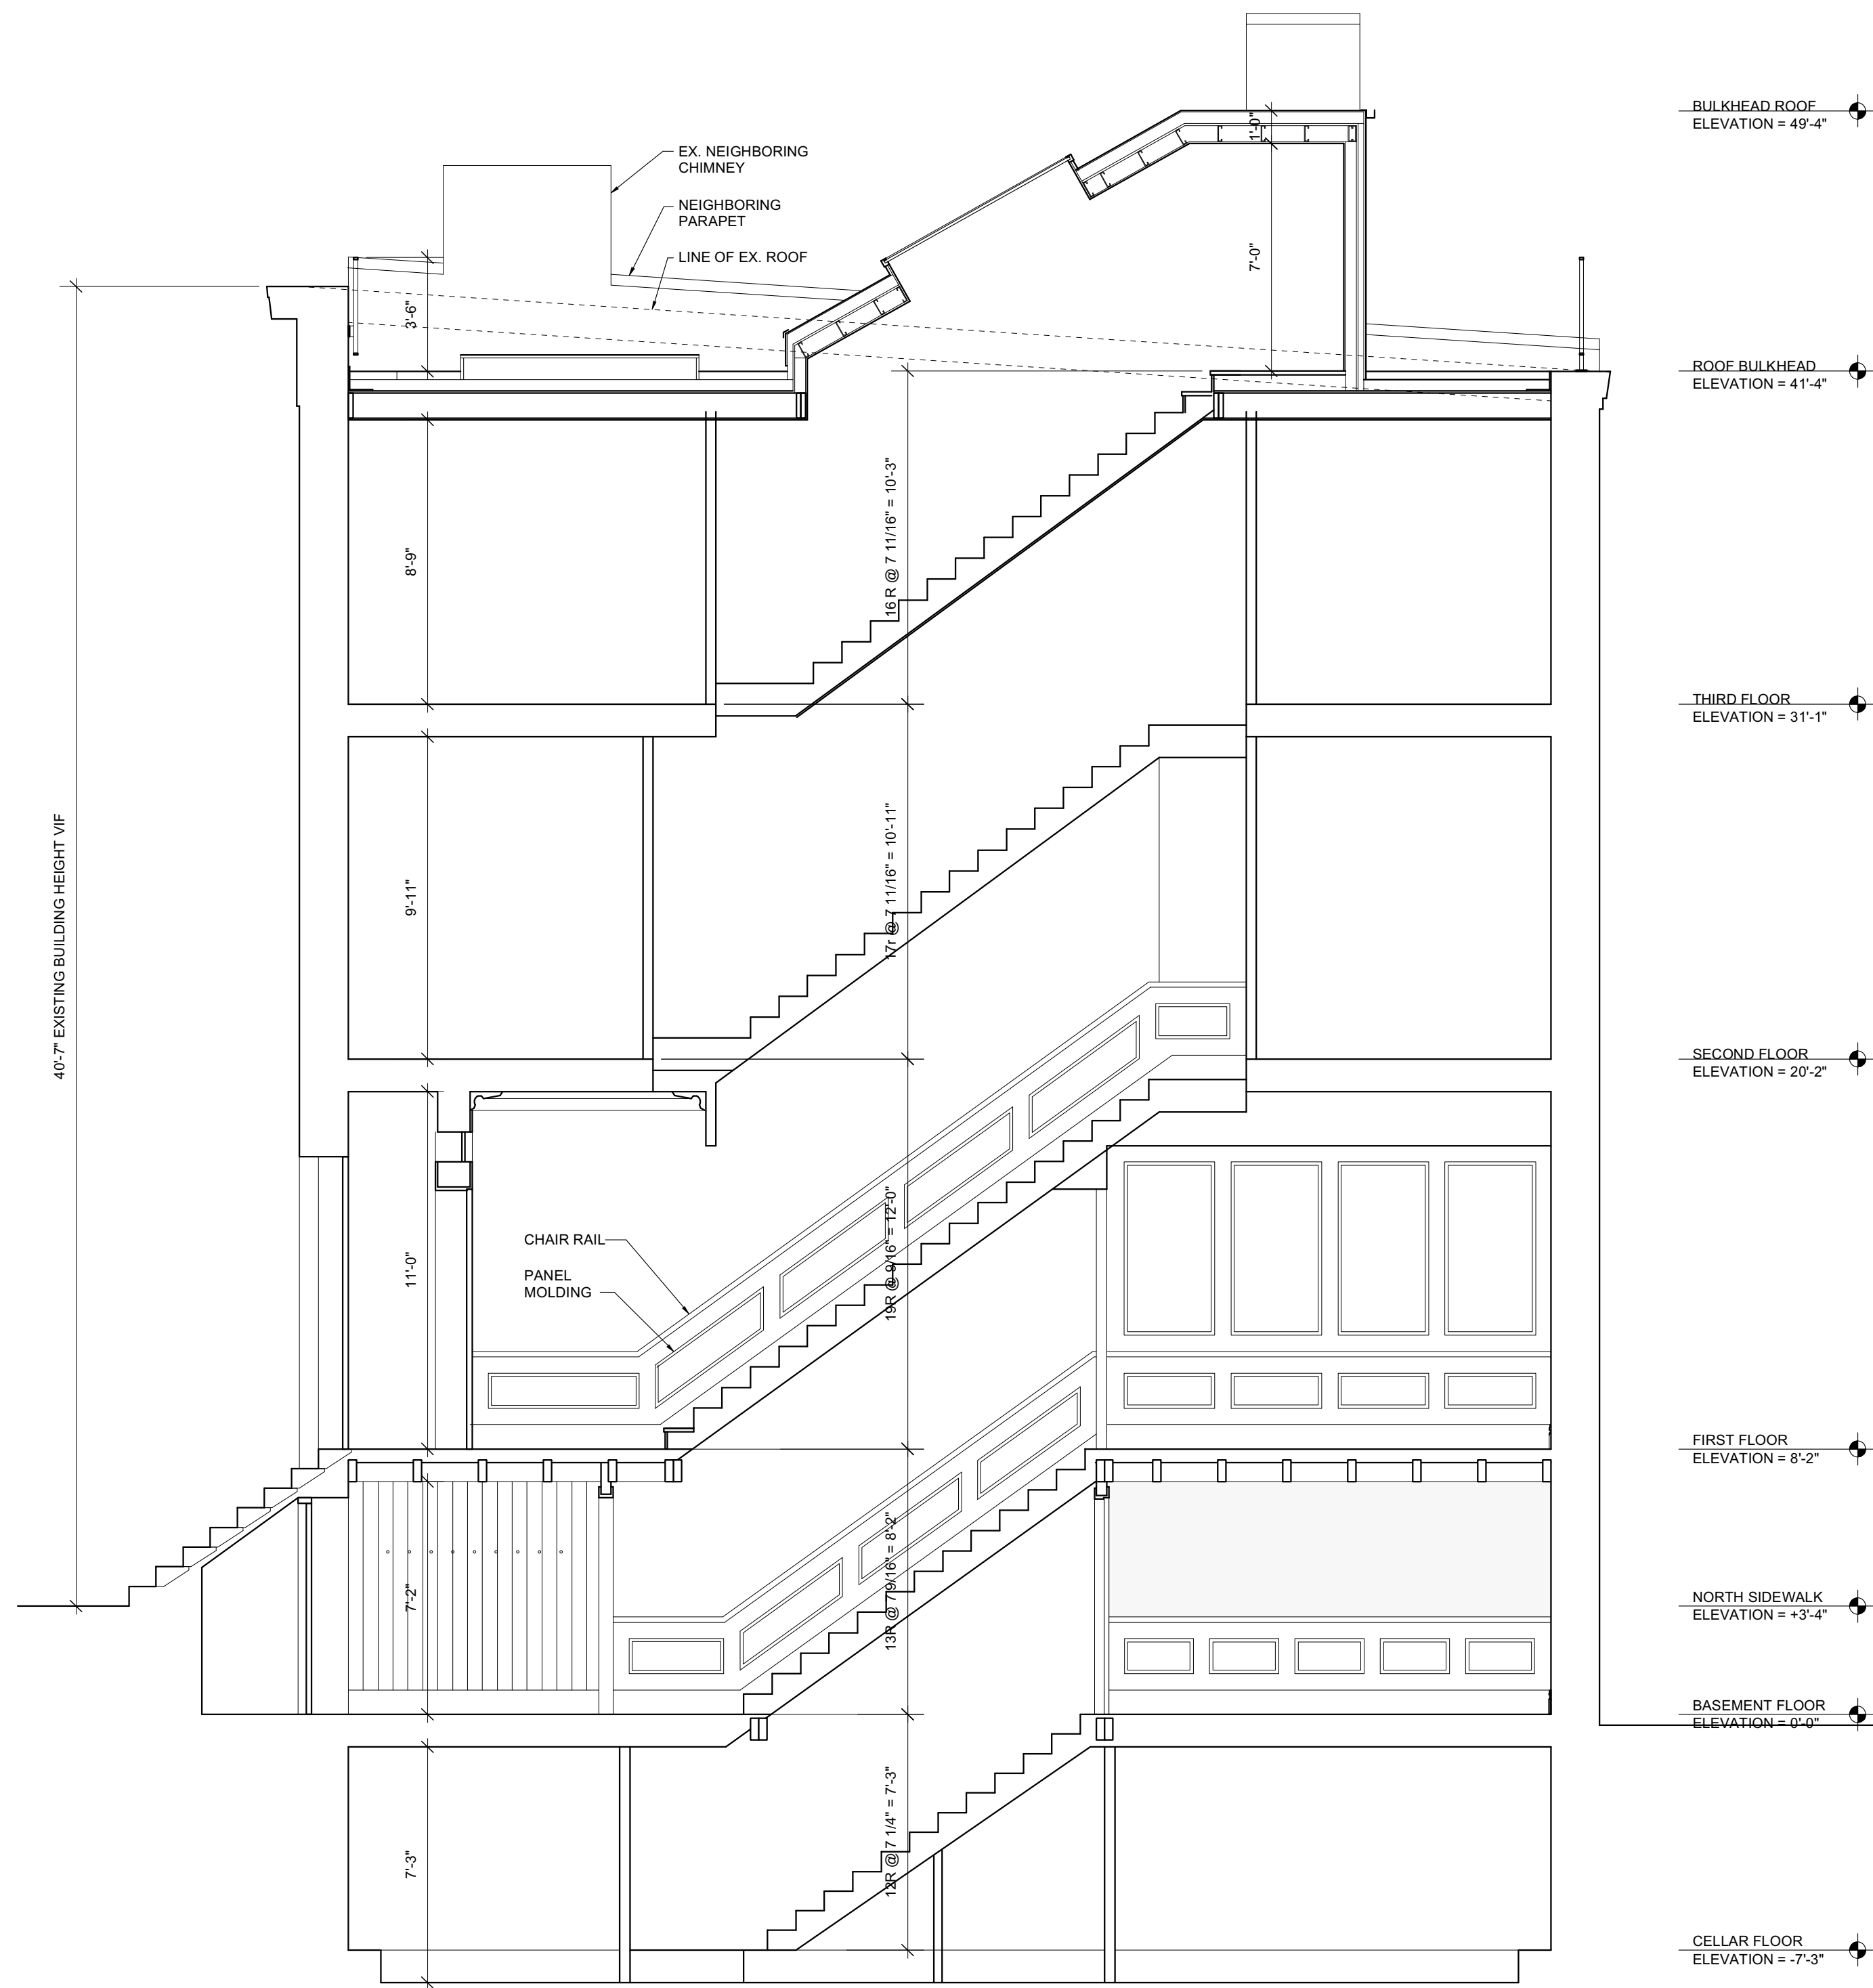 BULKHEAD ROOF
ELEVATION = 49'-4"
1'-0"
EX. NEIGHBORING
CHIMNEY
NEIGHBORING
PARAPET
LINE OF EX. ROOF
7'-0"
3'-6"
ROOF BULKHEAD
ELEVATION = 41'-4"
8'-9"
16 R @ 7 11/16" = 10'-3"
THIRD FLOOR
ELEVATION = 31'-1"
40'-7" EXISTING BUILDING HEIGHT VIF
9'-11"
17r @ 7 11/16" = 10'-11"
SECOND FLOOR
ELEVATION = 20'-2"
11'-0"
CHAIR RAIL
PANEL
MOLDING
19R @ 9/16" = 12'-0"
FIRST FLOOR
ELEVATION = 8'-2"
7'-2"
13R @ 7 9/16" = 8'-2"
NORTH SIDEWALK
ELEVATION = +3'-4"
BASEMENT FLOOR
ELEVATION = 0'-0"
7'-3"
12R @ 7 1/4" = 7'-3"
CELLAR FLOOR
ELEVATION = -7'-3"